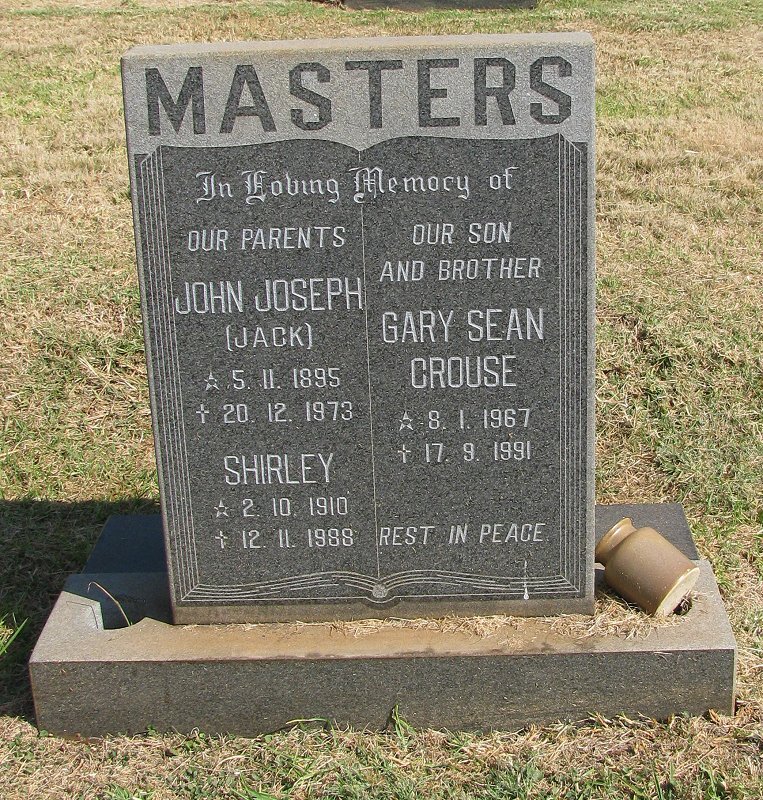 MASTERS
In Loving Memory of
OUR PARENTS
JOHN JOSEPH
(JACK)
☆ 5. 11. 1895
† 20. 12. 1973
SHIRLEY
☆ 2. 10. 1910
† 12. 11. 1988
OUR SON
AND BROTHER
GARY SEAN
CROUSE
☆ 8. 1. 1967
† 17. 9. 1991
REST IN PEACE.